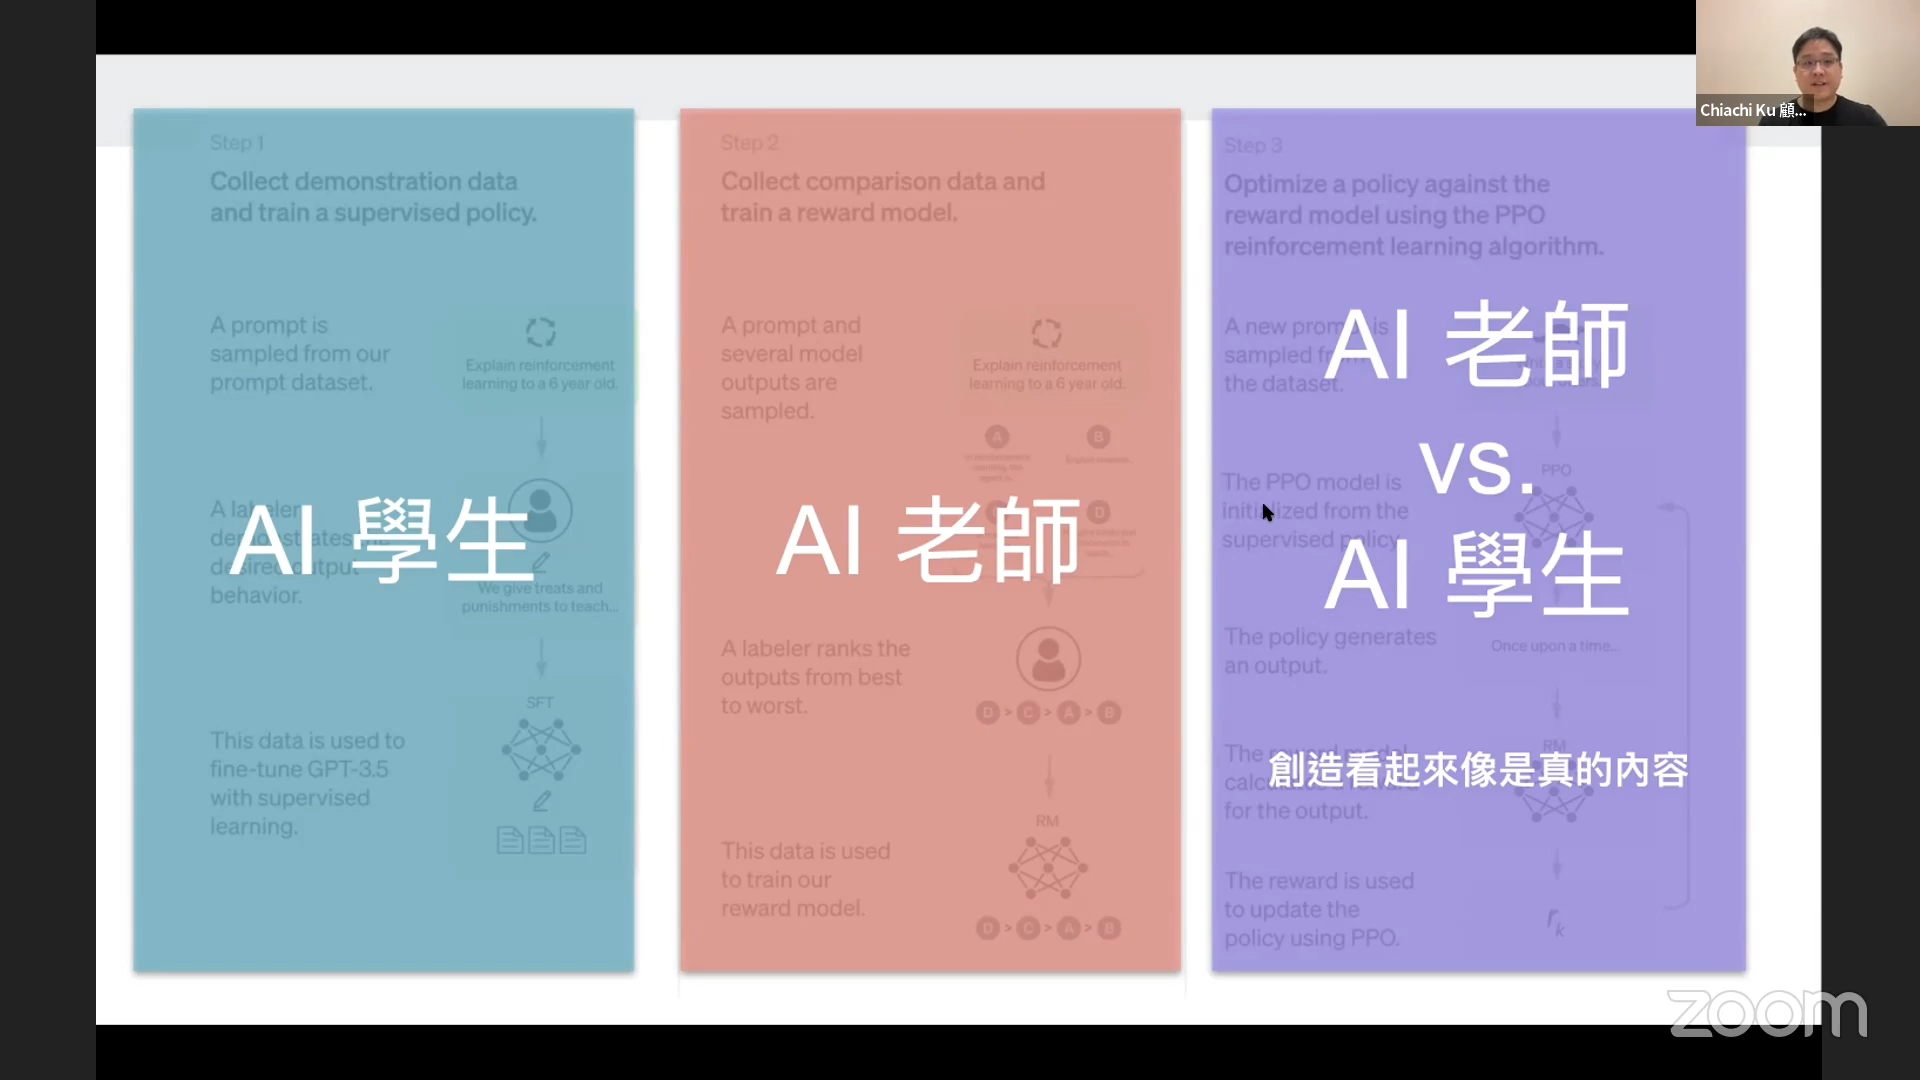 Step 1
Collect demonstration data
and train a supervised policy.
A prompt is
sampled from our
prompt dataset.
Explain reinforcement
learning to a 6 year old.
A labeler
demonstrates the
desired output
behavior.
We give treats and
punishments to teach...
AI 學生
SFT
This data is used to
fine-tune GPT-3.5
with supervised
learning.
Step 2
Collect comparison data and
train a reward model.
A prompt and
several model
outputs are
sampled.
Explain reinforcement
learning to a 6 year old.
A
B
D
AI 老師
A labeler ranks the
outputs from best
to worst.
D > C > A > B
RM
This data is used
to train our
reward model.
D > C > A > B
Step 3
Optimize a policy against the
reward model using the PPO
reinforcement learning algorithm.
A new prompt is
sampled from
the dataset.
AI 老師
vs.
AI 學生
PPO
The PPO model is
initialized from the
supervised policy.
The policy generates
an output.
Once upon a time...
RM
The reward model
for the output.
創造看起來像是真的內容
The reward is used
to update the
policy using PPO.
rk
Chiachi Ku 顧...
zoom